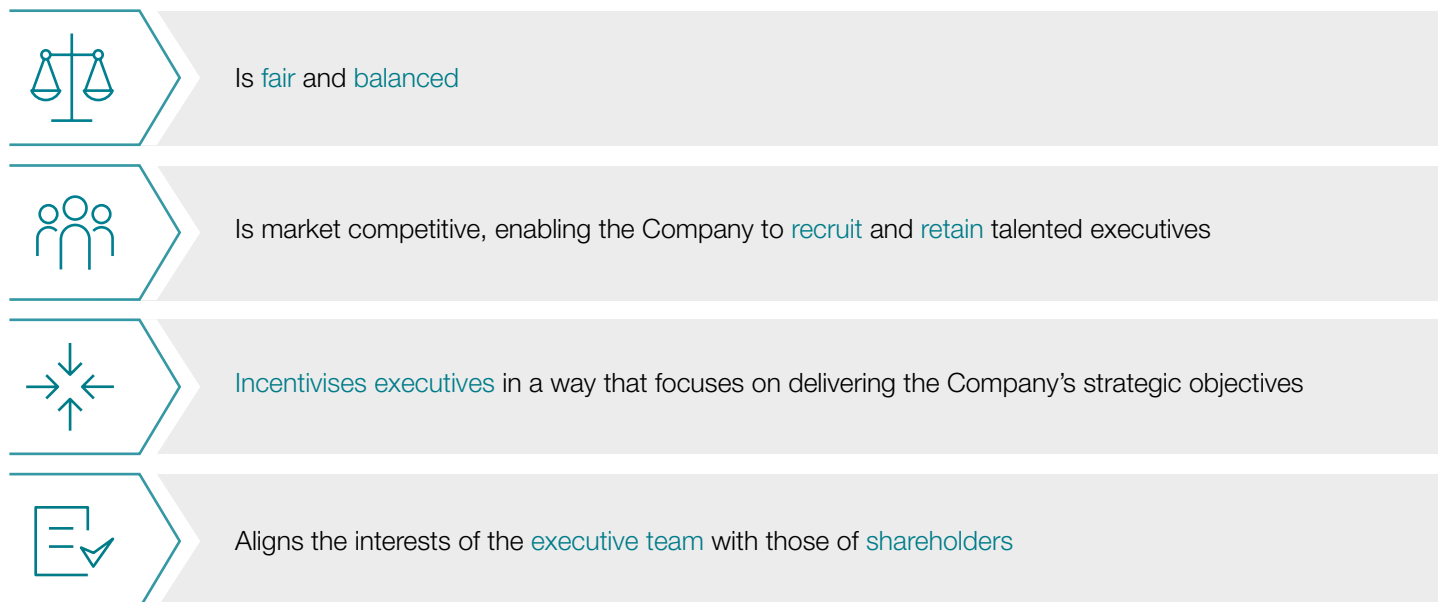 Is fair and balanced
Is market competitive, enabling the Company to recruit and retain talented executives
Incentivises executives in a way that focuses on delivering the Company’s strategic objectives
Aligns the interests of the executive team with those of shareholders